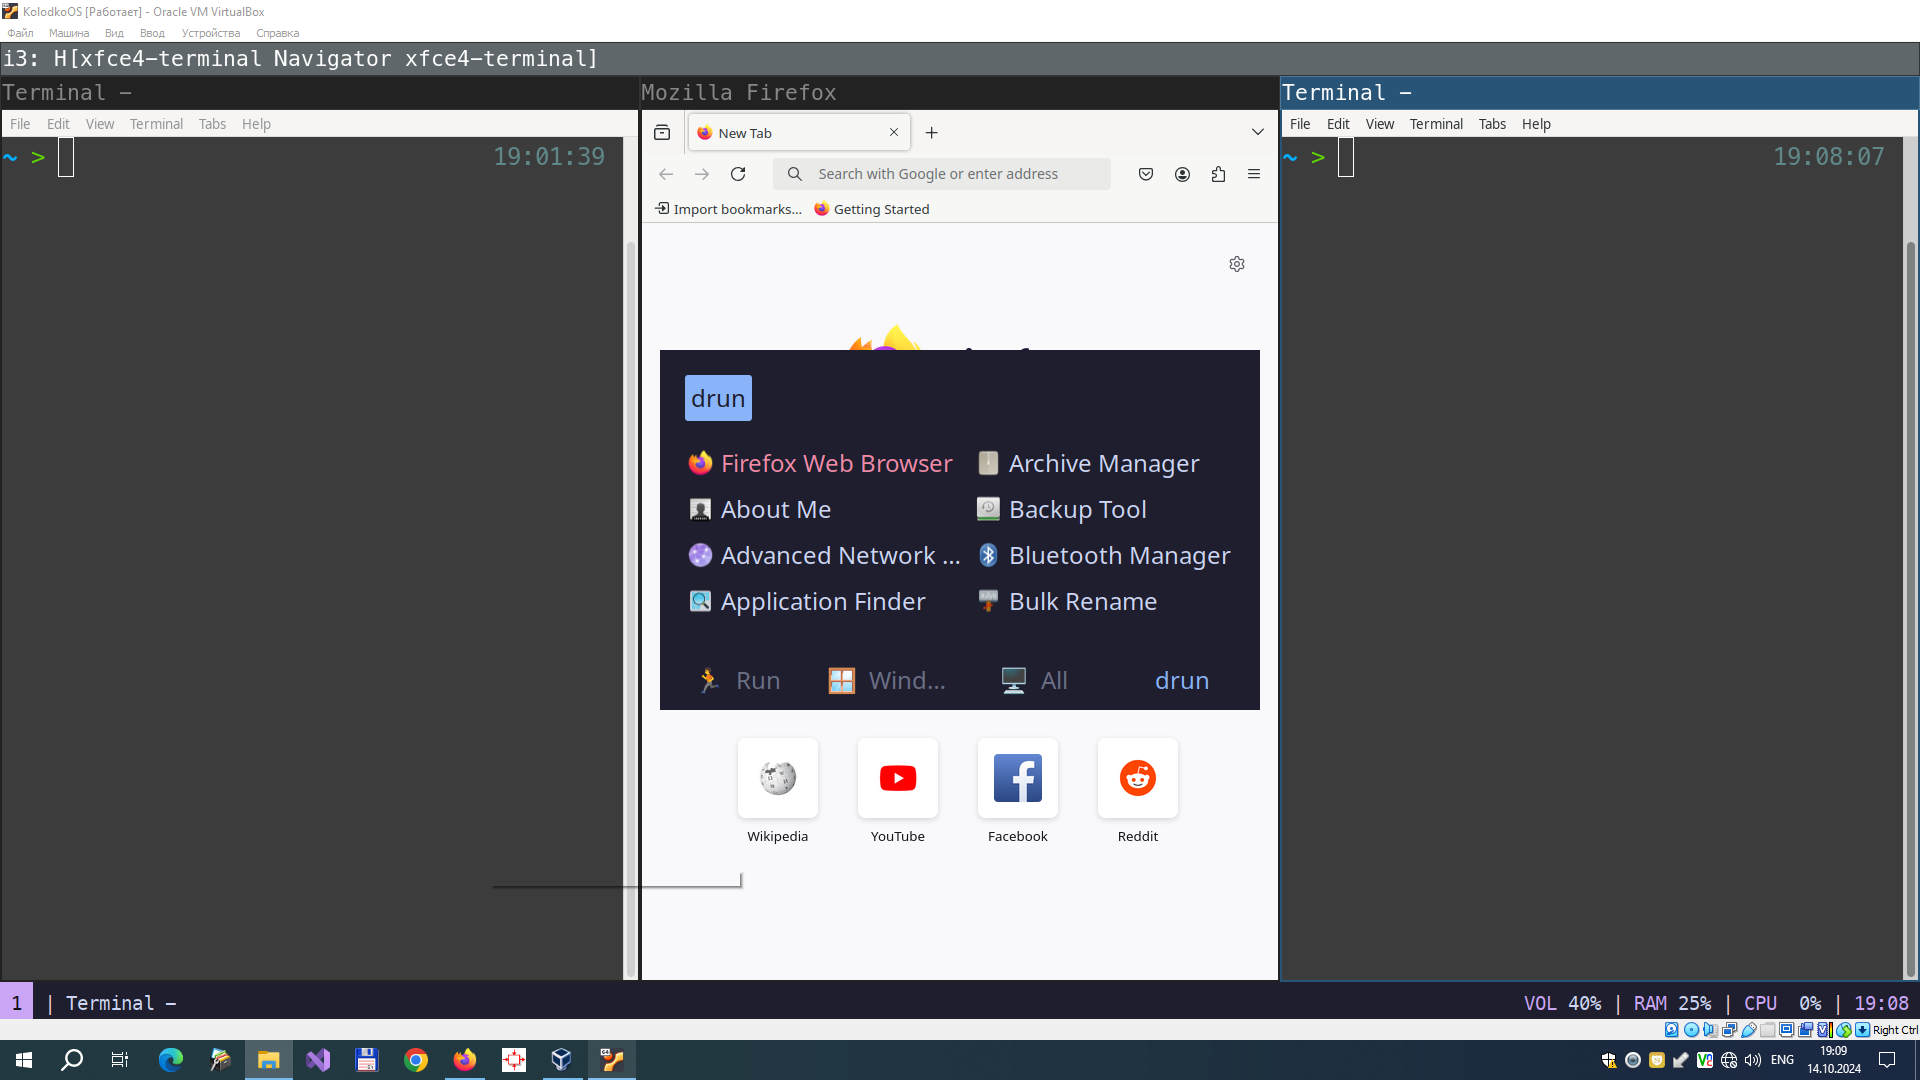 KolodkoOS [Работает] - Oracle VM VirtualBox
Файл Машина Вид Ввод Устройства Справка
i3: H[xfce4-terminal Navigator xfce4-terminal]
Terminal -
File Edit View Terminal Tabs Help
~ > 19:01:39
Mozilla Firefox
New Tab
Search with Google or enter address
Import bookmarks... Getting Started
drun
Firefox Web Browser Archive Manager
About Me Backup Tool
Advanced Network ... Bluetooth Manager
Application Finder Bulk Rename
Run Wind... All drun
Wikipedia YouTube Facebook Reddit
Terminal -
File Edit View Terminal Tabs Help
~ > 19:08:07
1 | Terminal - VOL 40% | RAM 25% | CPU 0% | 19:08
Right Ctrl
ENG 19:09
14.10.2024